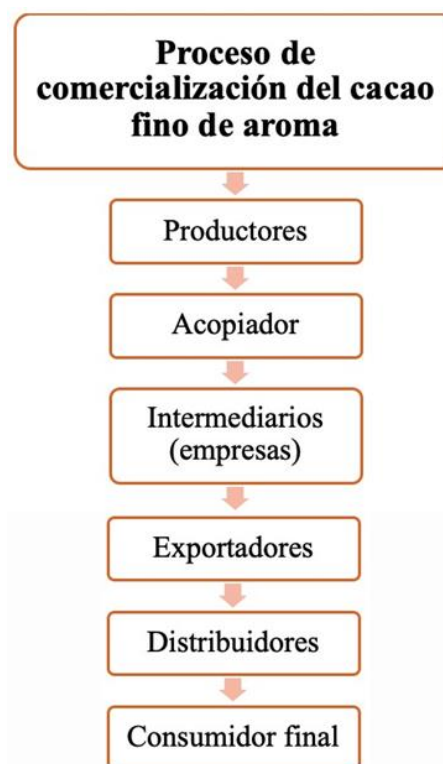 Proceso de
comercialización del cacao
fino de aroma
Productores
Acopiador
Intermediarios
(empresas)
Exportadores
Distribuidores
Consumidor final